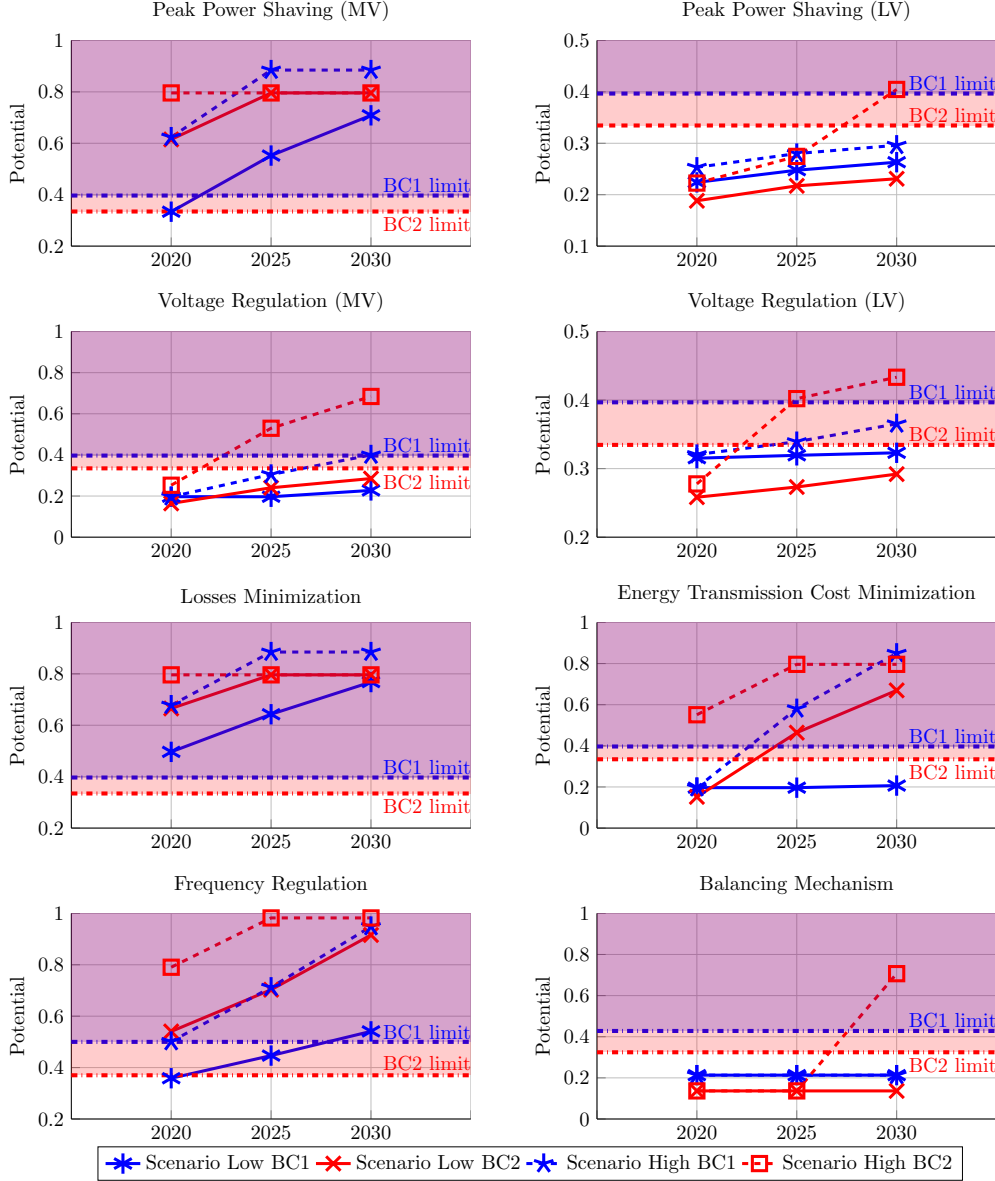 Peak Power Shaving (MV)
1
0.8
0.6
0.4
0.2
Potential
BC1 limit
BC2 limit
2020 2025 2030
Peak Power Shaving (LV)
0.5
0.4
0.3
0.2
0.1
Potential
BC1 limit
BC2 limit
2020 2025 2030
Voltage Regulation (MV)
1
0.8
0.6
0.4
0.2
0
Potential
BC1 limit
BC2 limit
2020 2025 2030
Voltage Regulation (LV)
0.5
0.4
0.3
0.2
Potential
BC1 limit
BC2 limit
2020 2025 2030
Losses Minimization
1
0.8
0.6
0.4
0.2
Potential
BC1 limit
BC2 limit
2020 2025 2030
Energy Transmission Cost Minimization
1
0.8
0.6
0.4
0.2
0
Potential
BC1 limit
BC2 limit
2020 2025 2030
Frequency Regulation
1
0.8
0.6
0.4
0.2
Potential
BC1 limit
BC2 limit
2020 2025 2030
Balancing Mechanism
1
0.8
0.6
0.4
0.2
0
Potential
BC1 limit
BC2 limit
2020 2025 2030
Scenario Low BC1 Scenario Low BC2 Scenario High BC1 Scenario High BC2